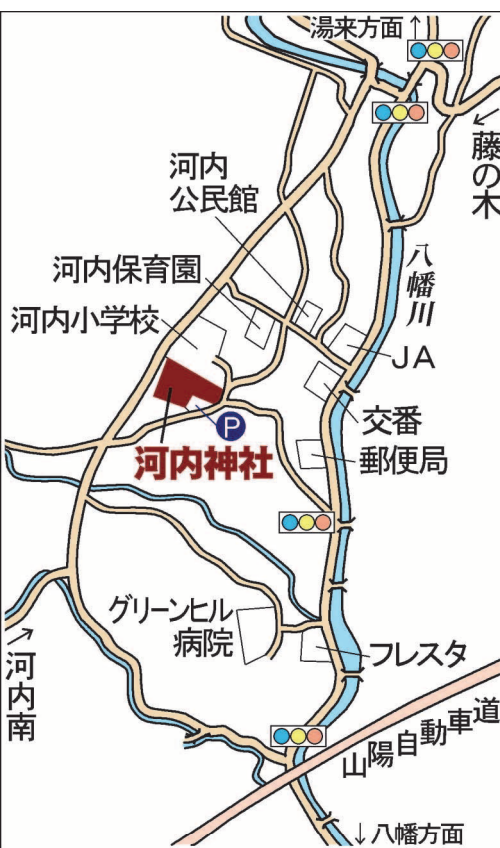 湯来方面↑
藤の木
河内
公民館
八幡川
河内保育園
河内小学校
JA
P
交番
河内神社
郵便局
グリーンヒル
病院
フレスタ
河内南
山陽自動車道
↓八幡方面